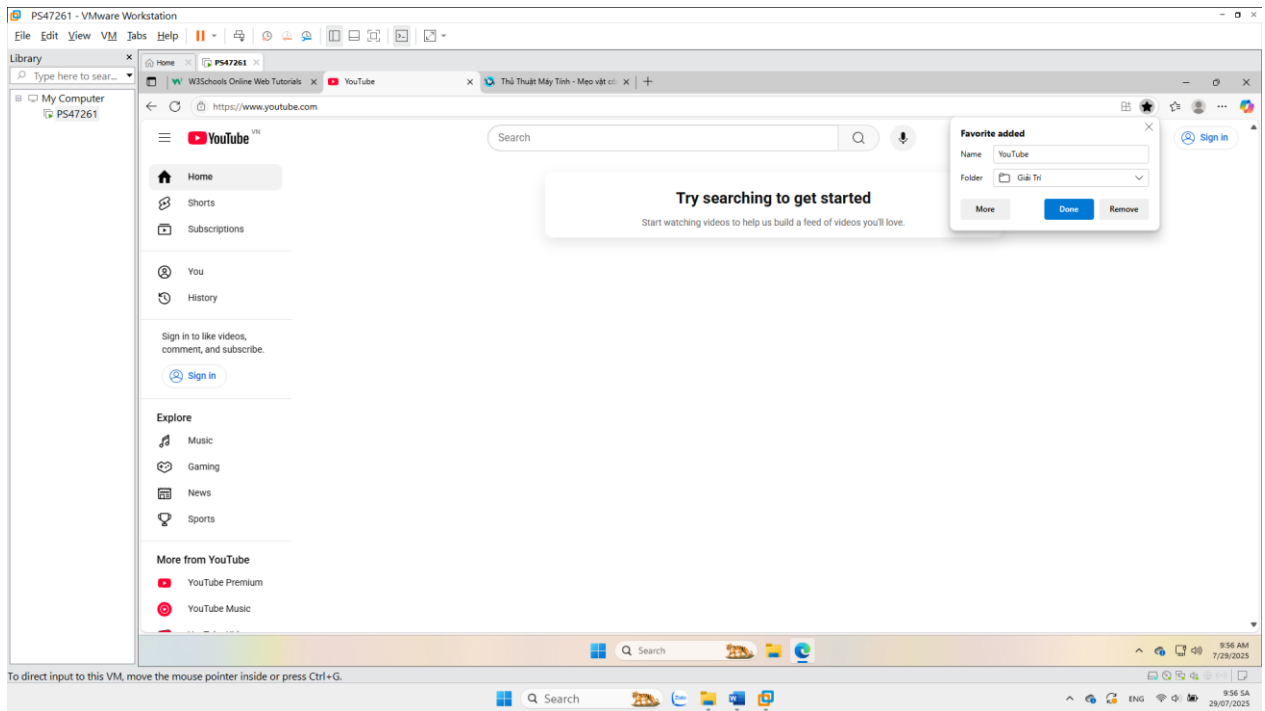 PS47261 - VMware Workstation
File Edit View VM Tabs Help
Library
Home PS47261
Type here to sear...
My Computer
PS47261
W3Schools Online Web Tutorials YouTube Thủ Thuật Máy Tính - Mẹo vặt
https://www.youtube.com
YouTube VN
Search
Sign in
Favorite added
Name YouTube
Folder Giải Trí
More Done Remove
Home
Shorts
Subscriptions
Try searching to get started
Start watching videos to help us build a feed of videos you'll love.
You
History
Sign in to like videos,
comment, and subscribe.
Sign in
Explore
Music
Gaming
News
Sports
More from YouTube
YouTube Premium
YouTube Music
Search
9:56 AM
7/29/2025
To direct input to this VM, move the mouse pointer inside or press Ctrl+G.
Search
Zalo
ENG
9:56 SA
29/07/2025